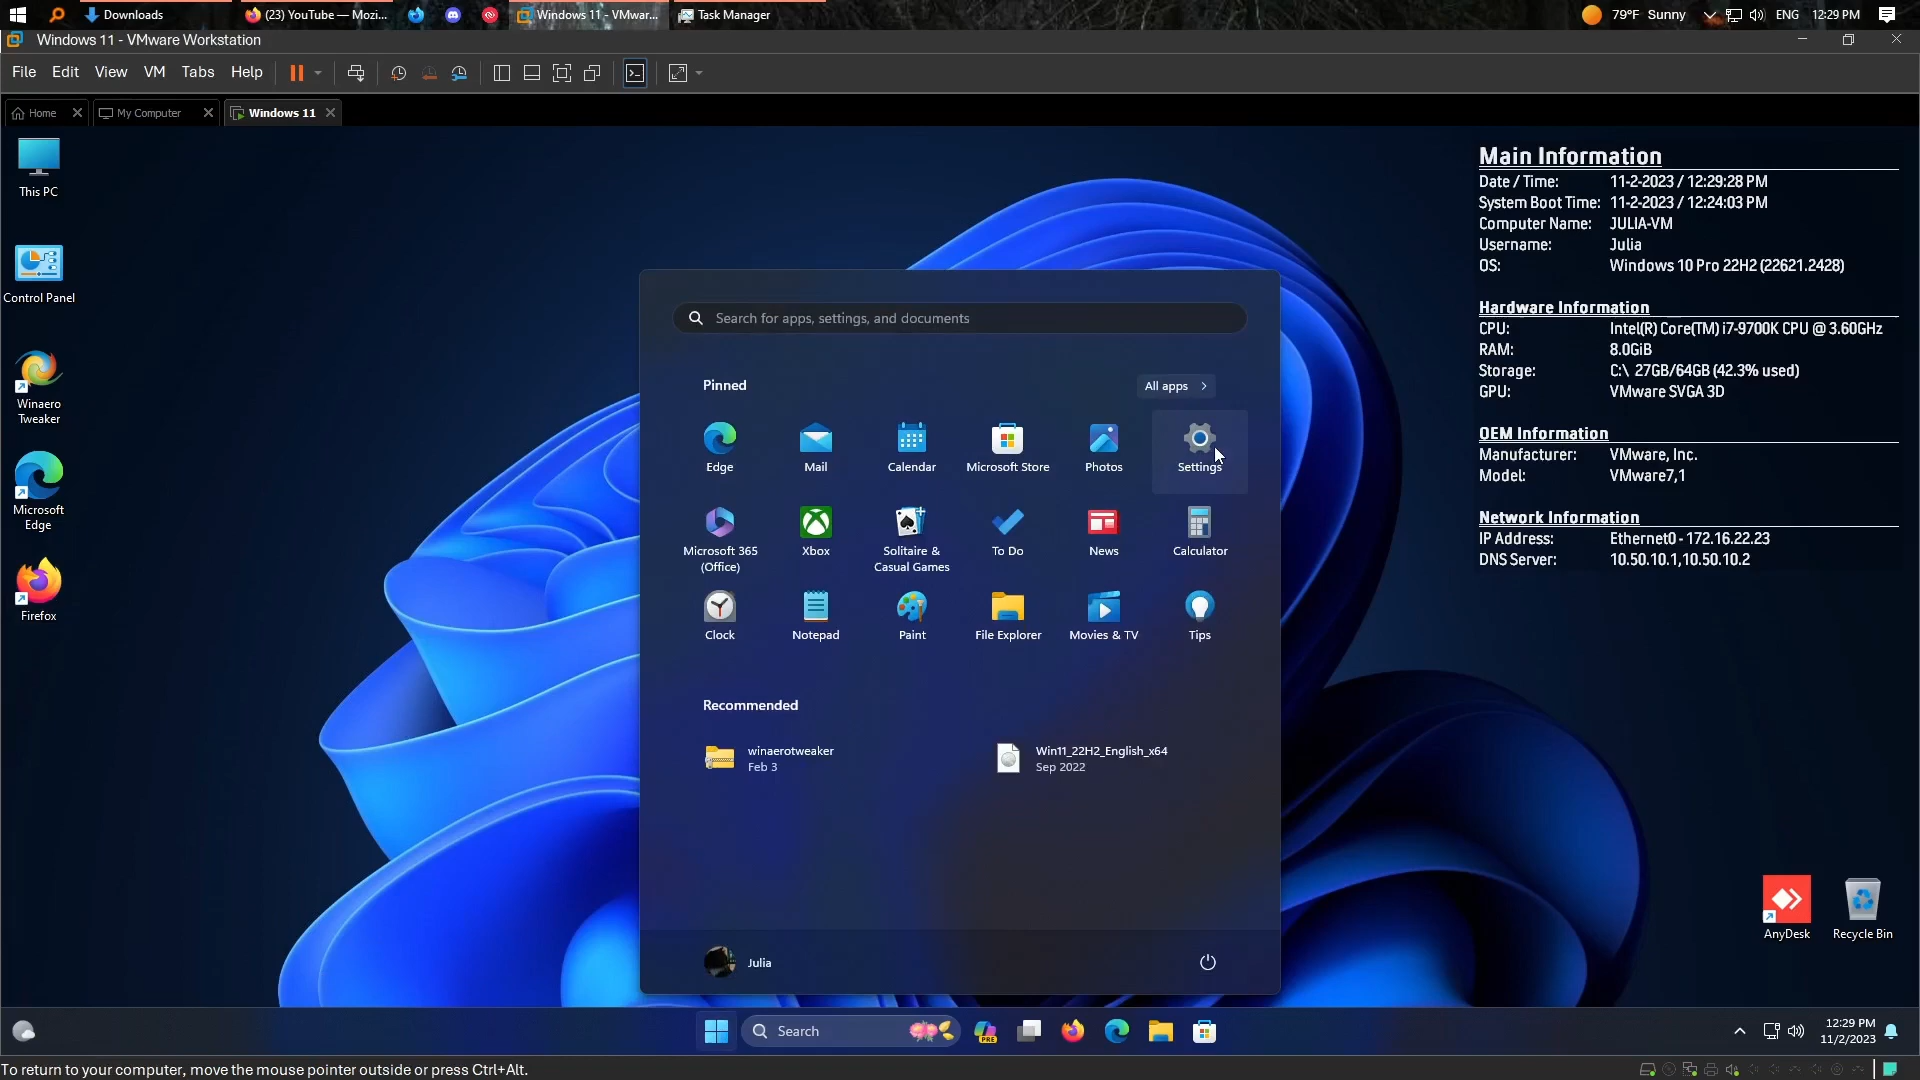 Downloads
(23) YouTube — Mozi...
Windows 11 - VMwar...
Task Manager
79°F Sunny
ENG
12:29 PM
Windows 11 - VMware Workstation
File Edit View VM Tabs Help
Home
My Computer
Windows 11
This PC
Control Panel
Winaero
Tweaker
Microsoft
Edge
Firefox
Main Information
Date / Time: 11-2-2023 / 12:29:28 PM
System Boot Time: 11-2-2023 / 12:24:03 PM
Computer Name: JULIA-VM
Username: Julia
OS: Windows 10 Pro 22H2 (22621.2428)
Hardware Information
CPU: Intel(R) Core(TM) i7-9700K CPU @ 3.60GHz
RAM: 8.0GiB
Storage: C:\ 27GB/64GB (42.3% used)
GPU: VMware SVGA 3D
OEM Information
Manufacturer: VMware, Inc.
Model: VMware7,1
Network Information
IP Address: Ethernet0 - 172.16.22.23
DNS Server: 10.50.10.1,10.50.10.2
Search for apps, settings, and documents
Pinned
All apps
Edge
Mail
Calendar
Microsoft Store
Photos
Settings
Microsoft 365
(Office)
Xbox
Solitaire &
Casual Games
To Do
News
Calculator
Clock
Notepad
Paint
File Explorer
Movies & TV
Tips
Recommended
winaerotweaker
Feb 3
Win11_22H2_English_x64
Sep 2022
Julia
AnyDesk
Recycle Bin
Search
PRE
12:29 PM
11/2/2023
To return to your computer, move the mouse pointer outside or press Ctrl+Alt.